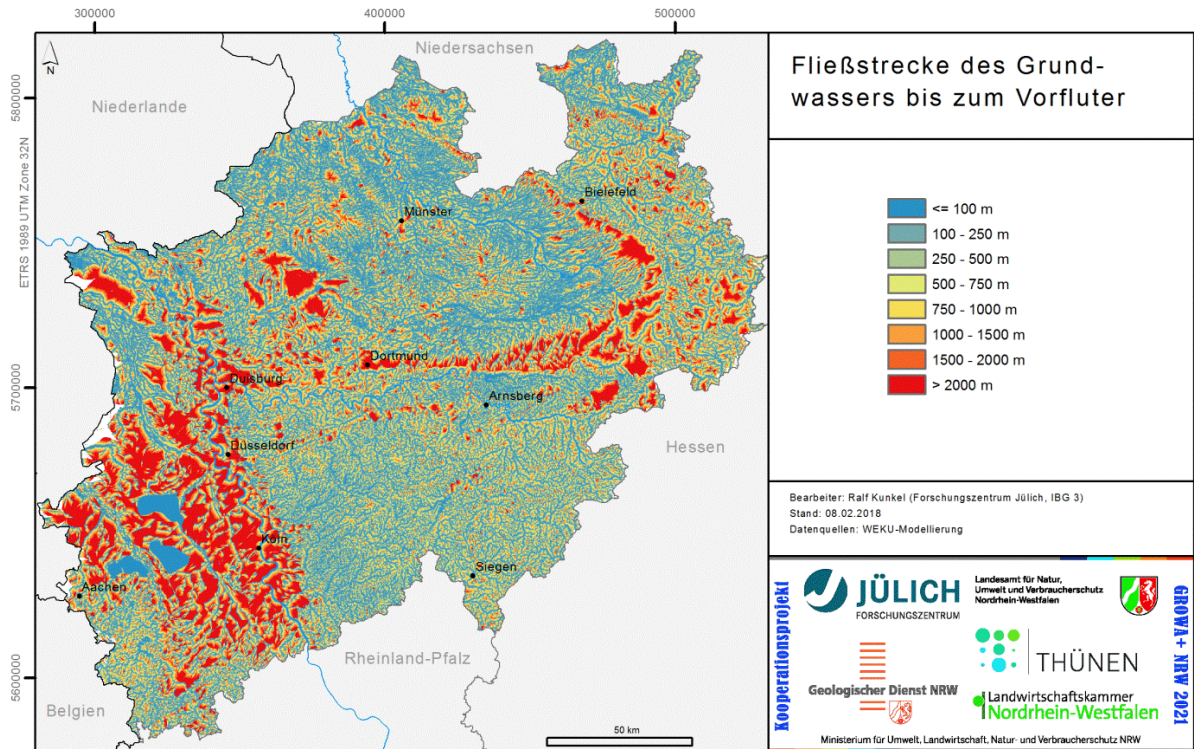 300000
400000
500000
Niedersachsen
N
Niederlande
5800000
ETRS 1989 UTM Zone 32N
Bielefeld
Münster
Dortmund
Duisburg
5700000
Arnsberg
Hessen
Düsseldorf
Köln
Siegen
Aachen
Rheinland-Pfalz
5600000
Belgien
50 km
Fließstrecke des Grund-
wassers bis zum Vorfluter
<= 100 m
100 - 250 m
250 - 500 m
500 - 750 m
750 - 1000 m
1000 - 1500 m
1500 - 2000 m
> 2000 m
Bearbeiter: Ralf Kunkel (Forschungszentrum Jülich, IBG 3)
Stand: 08.02.2018
Datenquellen: WEKU-Modellierung
Kooperationsprojekt
JÜLICH
FORSCHUNGSZENTRUM
Landesamt für Natur,
Umwelt und Verbraucherschutz
Nordrhein-Westfalen
THÜNEN
Geologischer Dienst NRW
Landwirtschaftskammer
Nordrhein-Westfalen
GROWA+ NRW 2021
Ministerium für Umwelt, Landwirtschaft, Natur- und Verbraucherschutz NRW